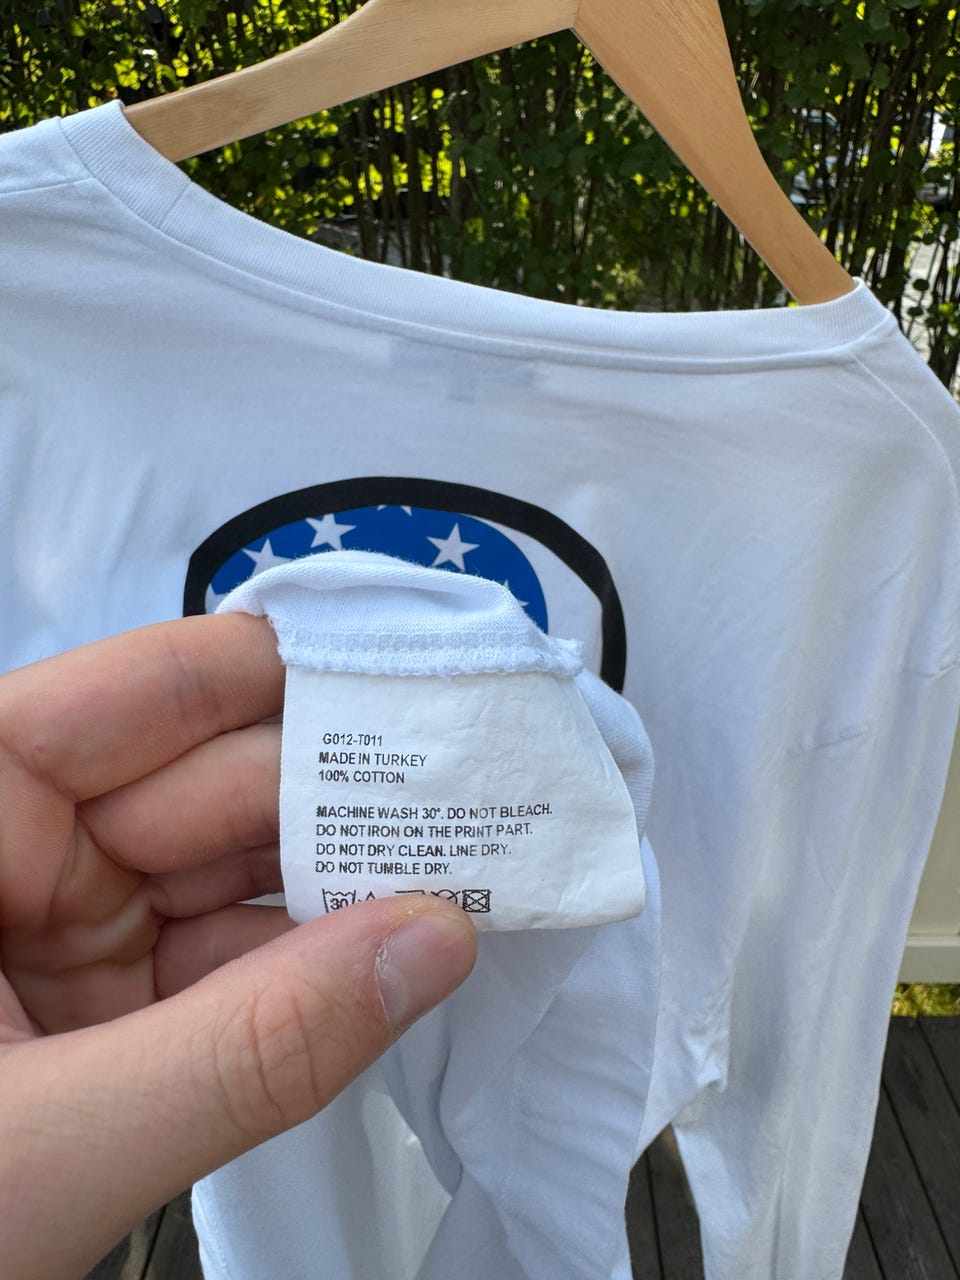 G012-T011
MADE IN TURKEY
100% COTTON
MACHINE WASH 30°. DO NOT BLEACH.
DO NOT IRON ON THE PRINT PART.
DO NOT DRY CLEAN. LINE DRY.
DO NOT TUMBLE DRY.
30